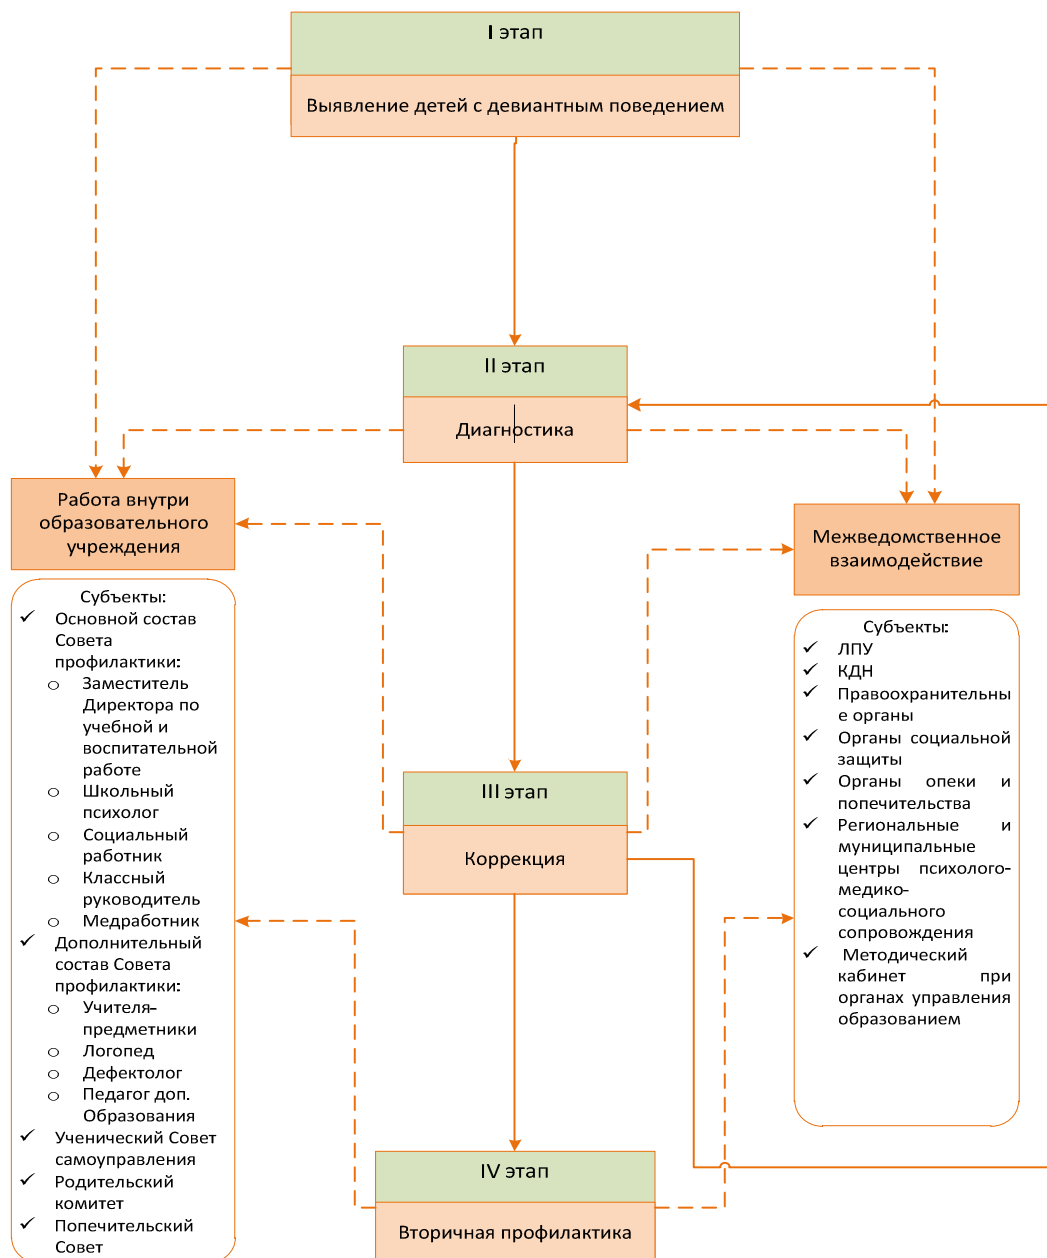 I этап
Выявление детей с девиантным поведением
II этап
Диагностика
Работа внутри
образовательного
учреждения
Межведомственное
взаимодействие
Субъекты:
✓ Основной состав
Совета
профилактики:
o Заместитель
Директора по
учебной и
воспитательной
работе
o Школьный
психолог
o Социальный
работник
o Классный
руководитель
o Медработник
✓ Дополнительный
состав Совета
профилактики:
o Учителя-
предметники
o Логопед
o Дефектолог
o Педагог доп.
Образования
✓ Ученический Совет
самоуправления
✓ Родительский
комитет
✓ Попечительский
Совет
Субъекты:
✓ ЛПУ
✓ КДН
✓ Правоохранительны
е органы
✓ Органы социальной
защиты
✓ Органы опеки и
попечительства
✓ Региональные и
муниципальные
центры психолого-
медико-
социального
сопровождения
✓ Методический
кабинет при
органах управления
образованием
III этап
Коррекция
IV этап
Вторичная профилактика